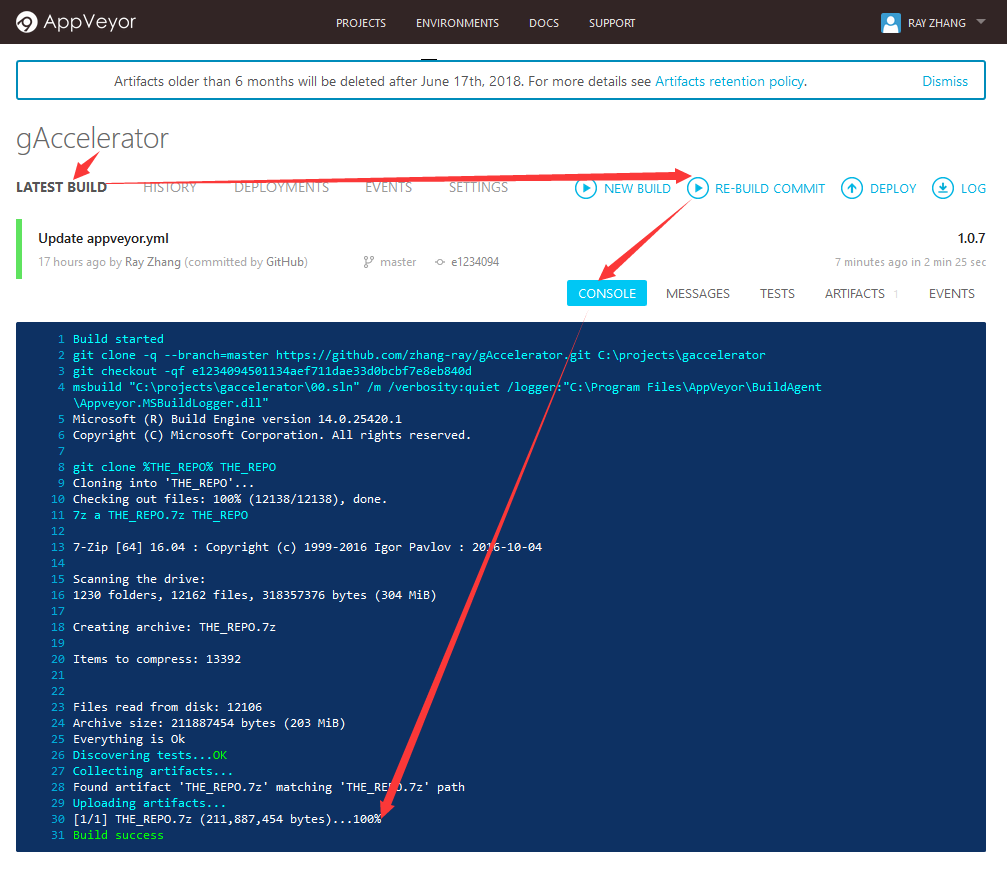 AppVeyor PROJECTS ENVIRONMENTS DOCS SUPPORT RAY ZHANG
Artifacts older than 6 months will be deleted after June 17th, 2018. For more details see Artifacts retention policy. Dismiss
gAccelerator
LATEST BUILD HISTORY DEPLOYMENTS EVENTS SETTINGS NEW BUILD RE-BUILD COMMIT DEPLOY LOG
Update appveyor.yml 1.0.7
17 hours ago by Ray Zhang (committed by GitHub) master e1234094 7 minutes ago in 2 min 25 sec
CONSOLE MESSAGES TESTS ARTIFACTS 1 EVENTS
1 Build started
2 git clone -q --branch=master https://github.com/zhang-ray/gAccelerator.git C:\projects\gaccelerator
3 git checkout -qf e1234094501134aef711dae33d0bcbf7e8eb840d
4 msbuild "C:\projects\gaccelerator\00.sln" /m /verbosity:quiet /logger:"C:\Program Files\AppVeyor\BuildAgent
\Appveyor.MSBuildLogger.dll"
5 Microsoft (R) Build Engine version 14.0.25420.1
6 Copyright (C) Microsoft Corporation. All rights reserved.
7
8 git clone %THE_REPO% THE_REPO
9 Cloning into 'THE_REPO'...
10 Checking out files: 100% (12138/12138), done.
11 7z a THE_REPO.7z THE_REPO
12
13 7-Zip [64] 16.04 : Copyright (c) 1999-2016 Igor Pavlov : 2016-10-04
14
15 Scanning the drive:
16 1230 folders, 12162 files, 318357376 bytes (304 MiB)
17
18 Creating archive: THE_REPO.7z
19
20 Items to compress: 13392
21
22
23 Files read from disk: 12106
24 Archive size: 211887454 bytes (203 MiB)
25 Everything is Ok
26 Discovering tests...OK
27 Collecting artifacts...
28 Found artifact 'THE_REPO.7z' matching 'THE_REPO.7z' path
29 Uploading artifacts...
30 [1/1] THE_REPO.7z (211,887,454 bytes)...100%
31 Build success